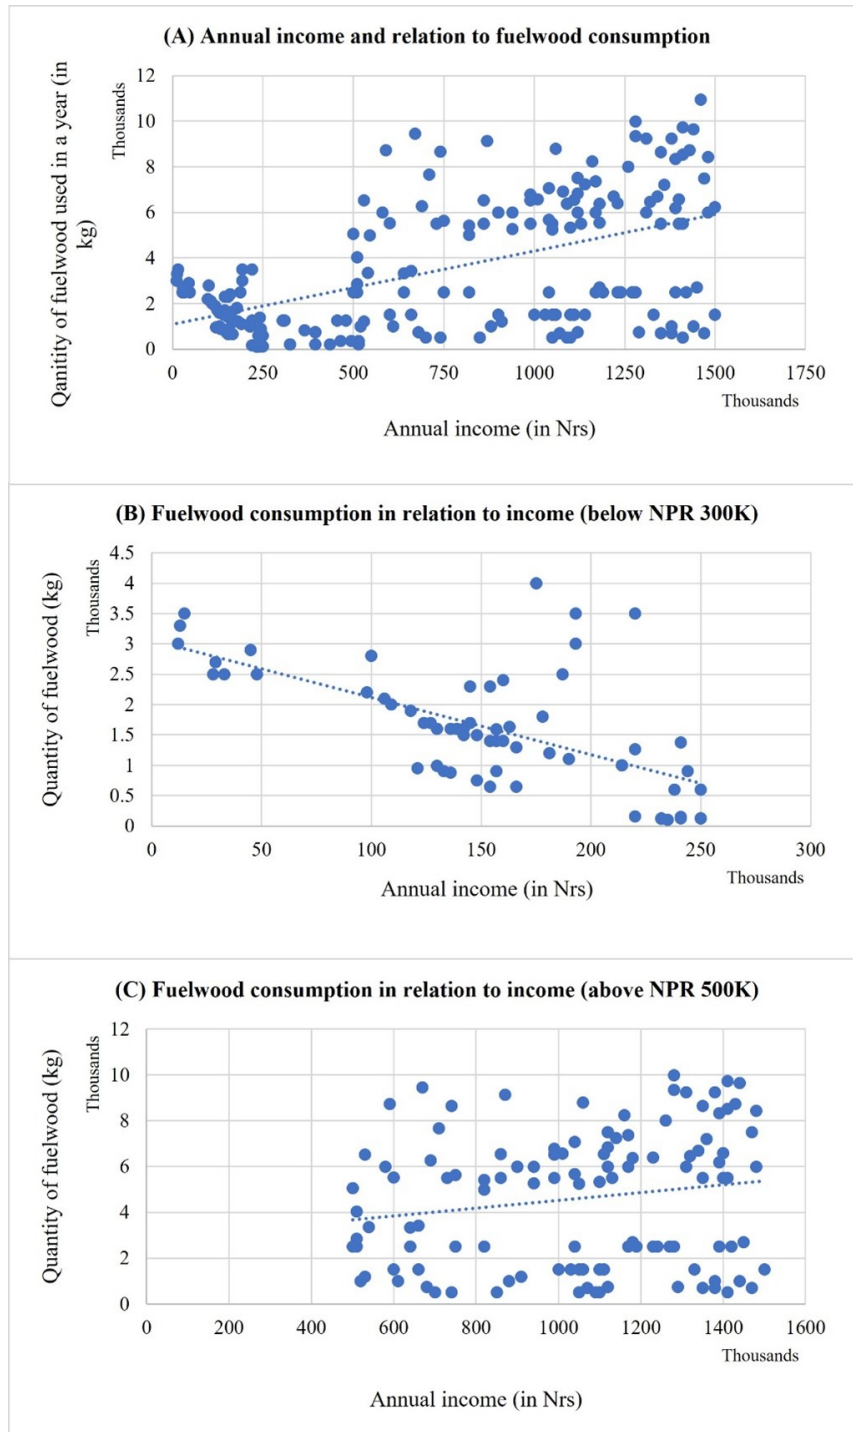 (A) Annual income and relation to fuelwood consumption
Qanitity of fuelwood used in a year (in
kg)
Thousands
12
10
8
6
4
2
0
0 250 500 750 1000 1250 1500 1750
Thousands
Annual income (in Nrs)
(B) Fuelwood consumption in relation to income (below NPR 300K)
Quantity of fuelwood (kg)
Thousands
4.5
4
3.5
3
2.5
2
1.5
1
0.5
0
0 50 100 150 200 250 300
Thousands
Annual income (in Nrs)
(C) Fuelwood consumption in relation to income (above NPR 500K)
Quantity of fuelwood (kg)
Thousands
12
10
8
6
4
2
0
0 200 400 600 800 1000 1200 1400 1600
Thousands
Annual income (in Nrs)